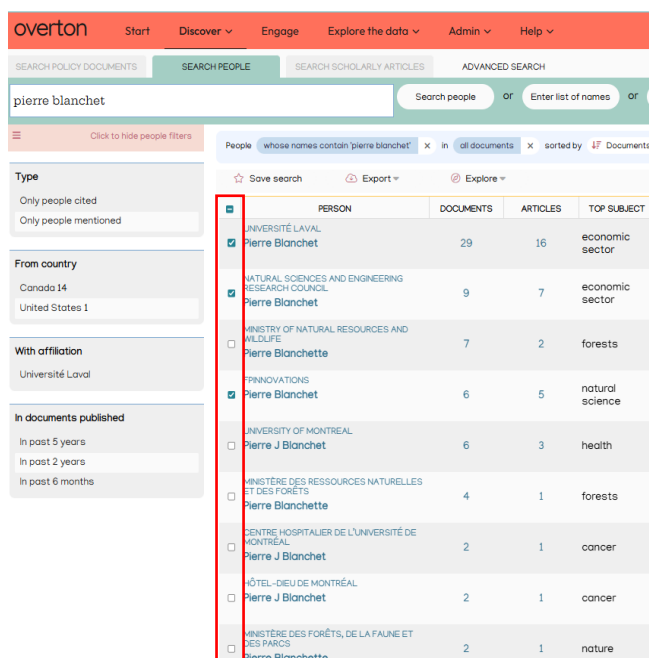 overton Start Discover Engage Explore the data Admin Help
SEARCH POLICY DOCUMENTS SEARCH PEOPLE SEARCH SCHOLARLY ARTICLES ADVANCED SEARCH
pierre blanchet Search people or Enter list of names or
Click to hide people filters
People whose names contain 'pierre blanchet' x in all documents x sorted by Documents
Type
Only people cited
Only people mentioned
From country
Canada 14
United States 1
With affiliation
Université Laval
In documents published
In past 5 years
In past 2 years
In past 6 months
Save search Export Explore
PERSON DOCUMENTS ARTICLES TOP SUBJECT
UNIVERSITÉ LAVAL
Pierre Blanchet 29 16 economic
sector
NATURAL SCIENCES AND ENGINEERING
RESEARCH COUNCIL
Pierre Blanchet 9 7 economic
sector
MINISTRY OF NATURAL RESOURCES AND
WILDLIFE
Pierre Blanchette 7 2 forests
FPINNOVATIONS
Pierre Blanchet 6 5 natural
science
UNIVERSITY OF MONTREAL
Pierre J Blanchet 6 3 health
MINISTÈRE DES RESSOURCES NATURELLES
ET DES FORÊTS
Pierre Blanchette 4 1 forests
CENTRE HOSPITALIER DE L'UNIVERSITÉ DE
MONTRÉAL
Pierre J Blanchet 2 1 cancer
HÔTEL-DIEU DE MONTRÉAL
Pierre J Blanchet 2 1 cancer
MINISTÈRE DES FORÊTS, DE LA FAUNE ET
DES PARCS
Pierre Blanchette 2 1 nature